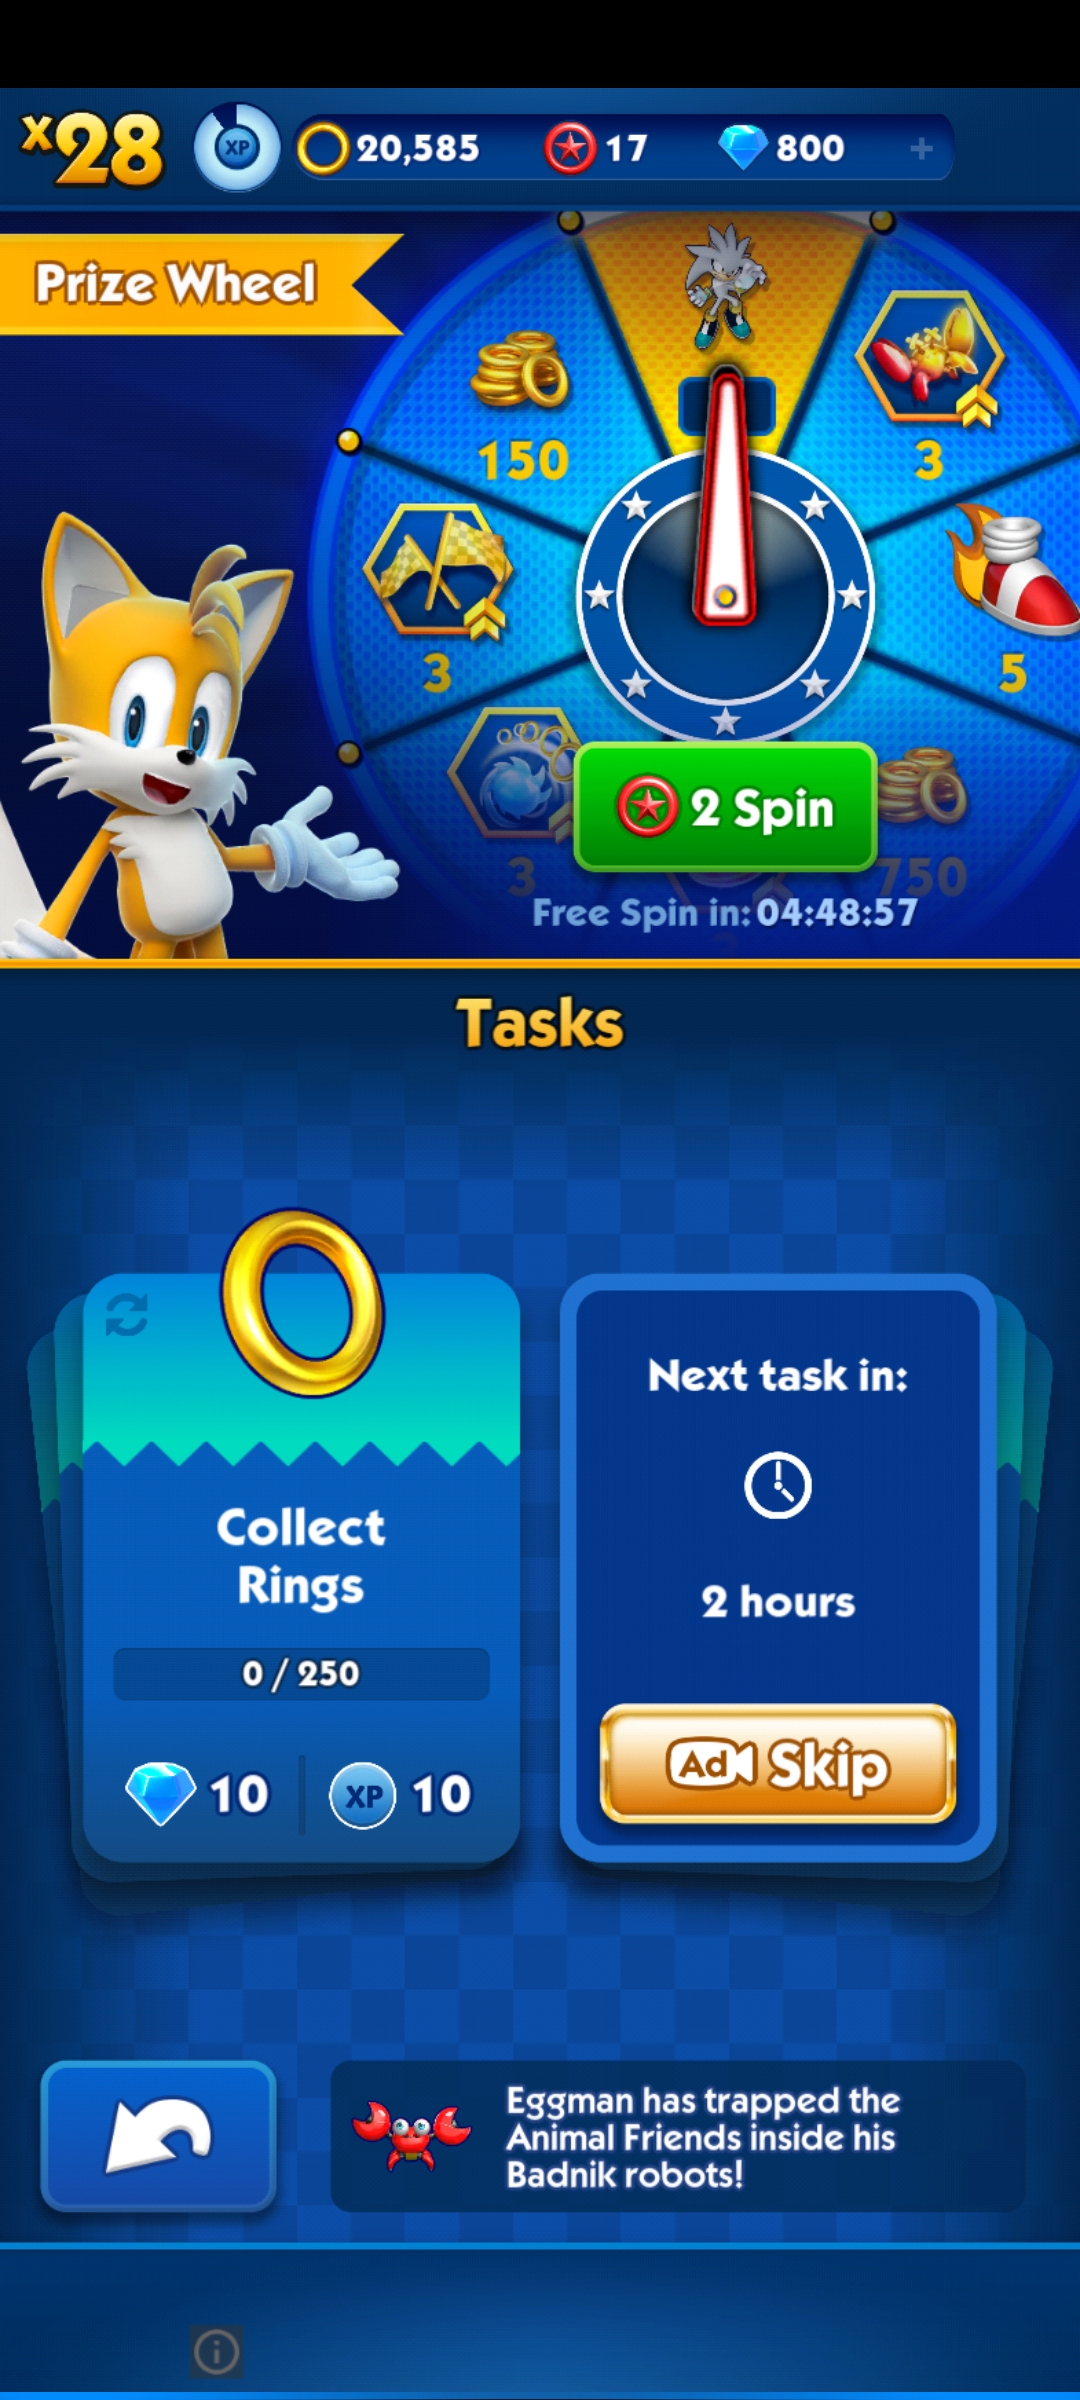 x28
XP
20,585
17
800
+
Prize Wheel
150
3
3
5
3
750
2 Spin
Free Spin in: 04:48:57
Tasks
Collect
Rings
0 / 250
10
XP
10
Next task in:
2 hours
Ad Skip
Eggman has trapped the
Animal Friends inside his
Badnik robots!